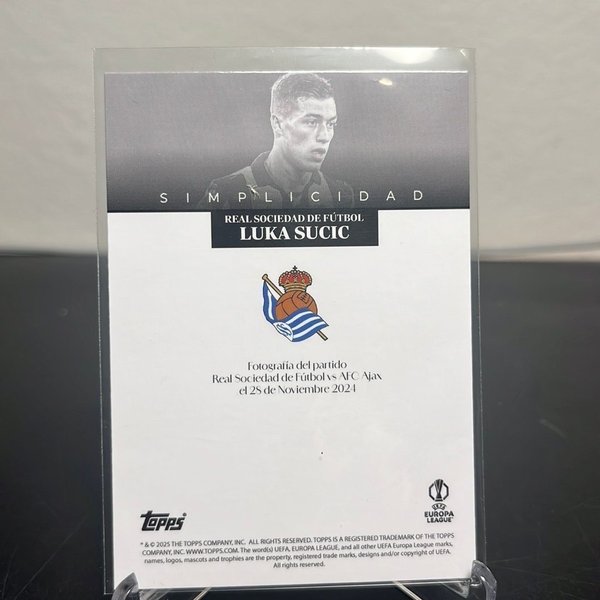 SIMPLICIDAD
REAL SOCIEDAD DE FÚTBOL
LUKA SUCIC
Fotografía del partido
Real Sociedad de Fútbol vs AFC Ajax
el 28 de Noviembre 2024
topps®
UEFA
EUROPA
LEAGUE™
® & © 2025 THE TOPPS COMPANY, INC. ALL RIGHTS RESERVED. TOPPS IS A REGISTERED TRADEMARK OF THE TOPPS
COMPANY, INC. WWW.TOPPS.COM. The word(s) UEFA, EUROPA LEAGUE, and all other UEFA Europa League marks,
names, logos, mascots and trophies are the property, registered trade mark, designs and/or copyright of UEFA.
All rights reserved.